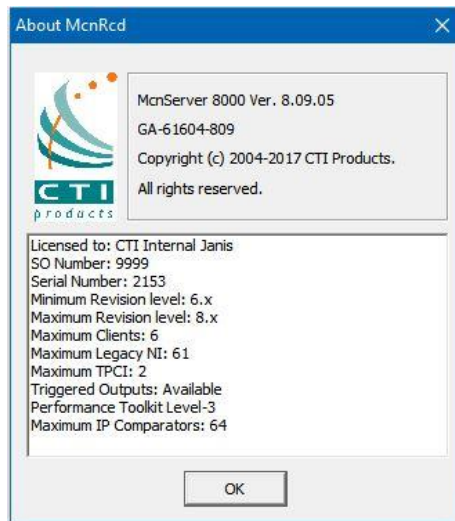 About McnRcd
CTI
products
McnServer 8000 Ver. 8.09.05
GA-61604-809
Copyright (c) 2004-2017 CTI Products.
All rights reserved.
Licensed to: CTI Internal Janis
SO Number: 9999
Serial Number: 2153
Minimum Revision level: 6.x
Maximum Revision level: 8.x
Maximum Clients: 6
Maximum Legacy NI: 61
Maximum TPCI: 2
Triggered Outputs: Available
Performance Toolkit Level-3
Maximum IP Comparators: 64
OK